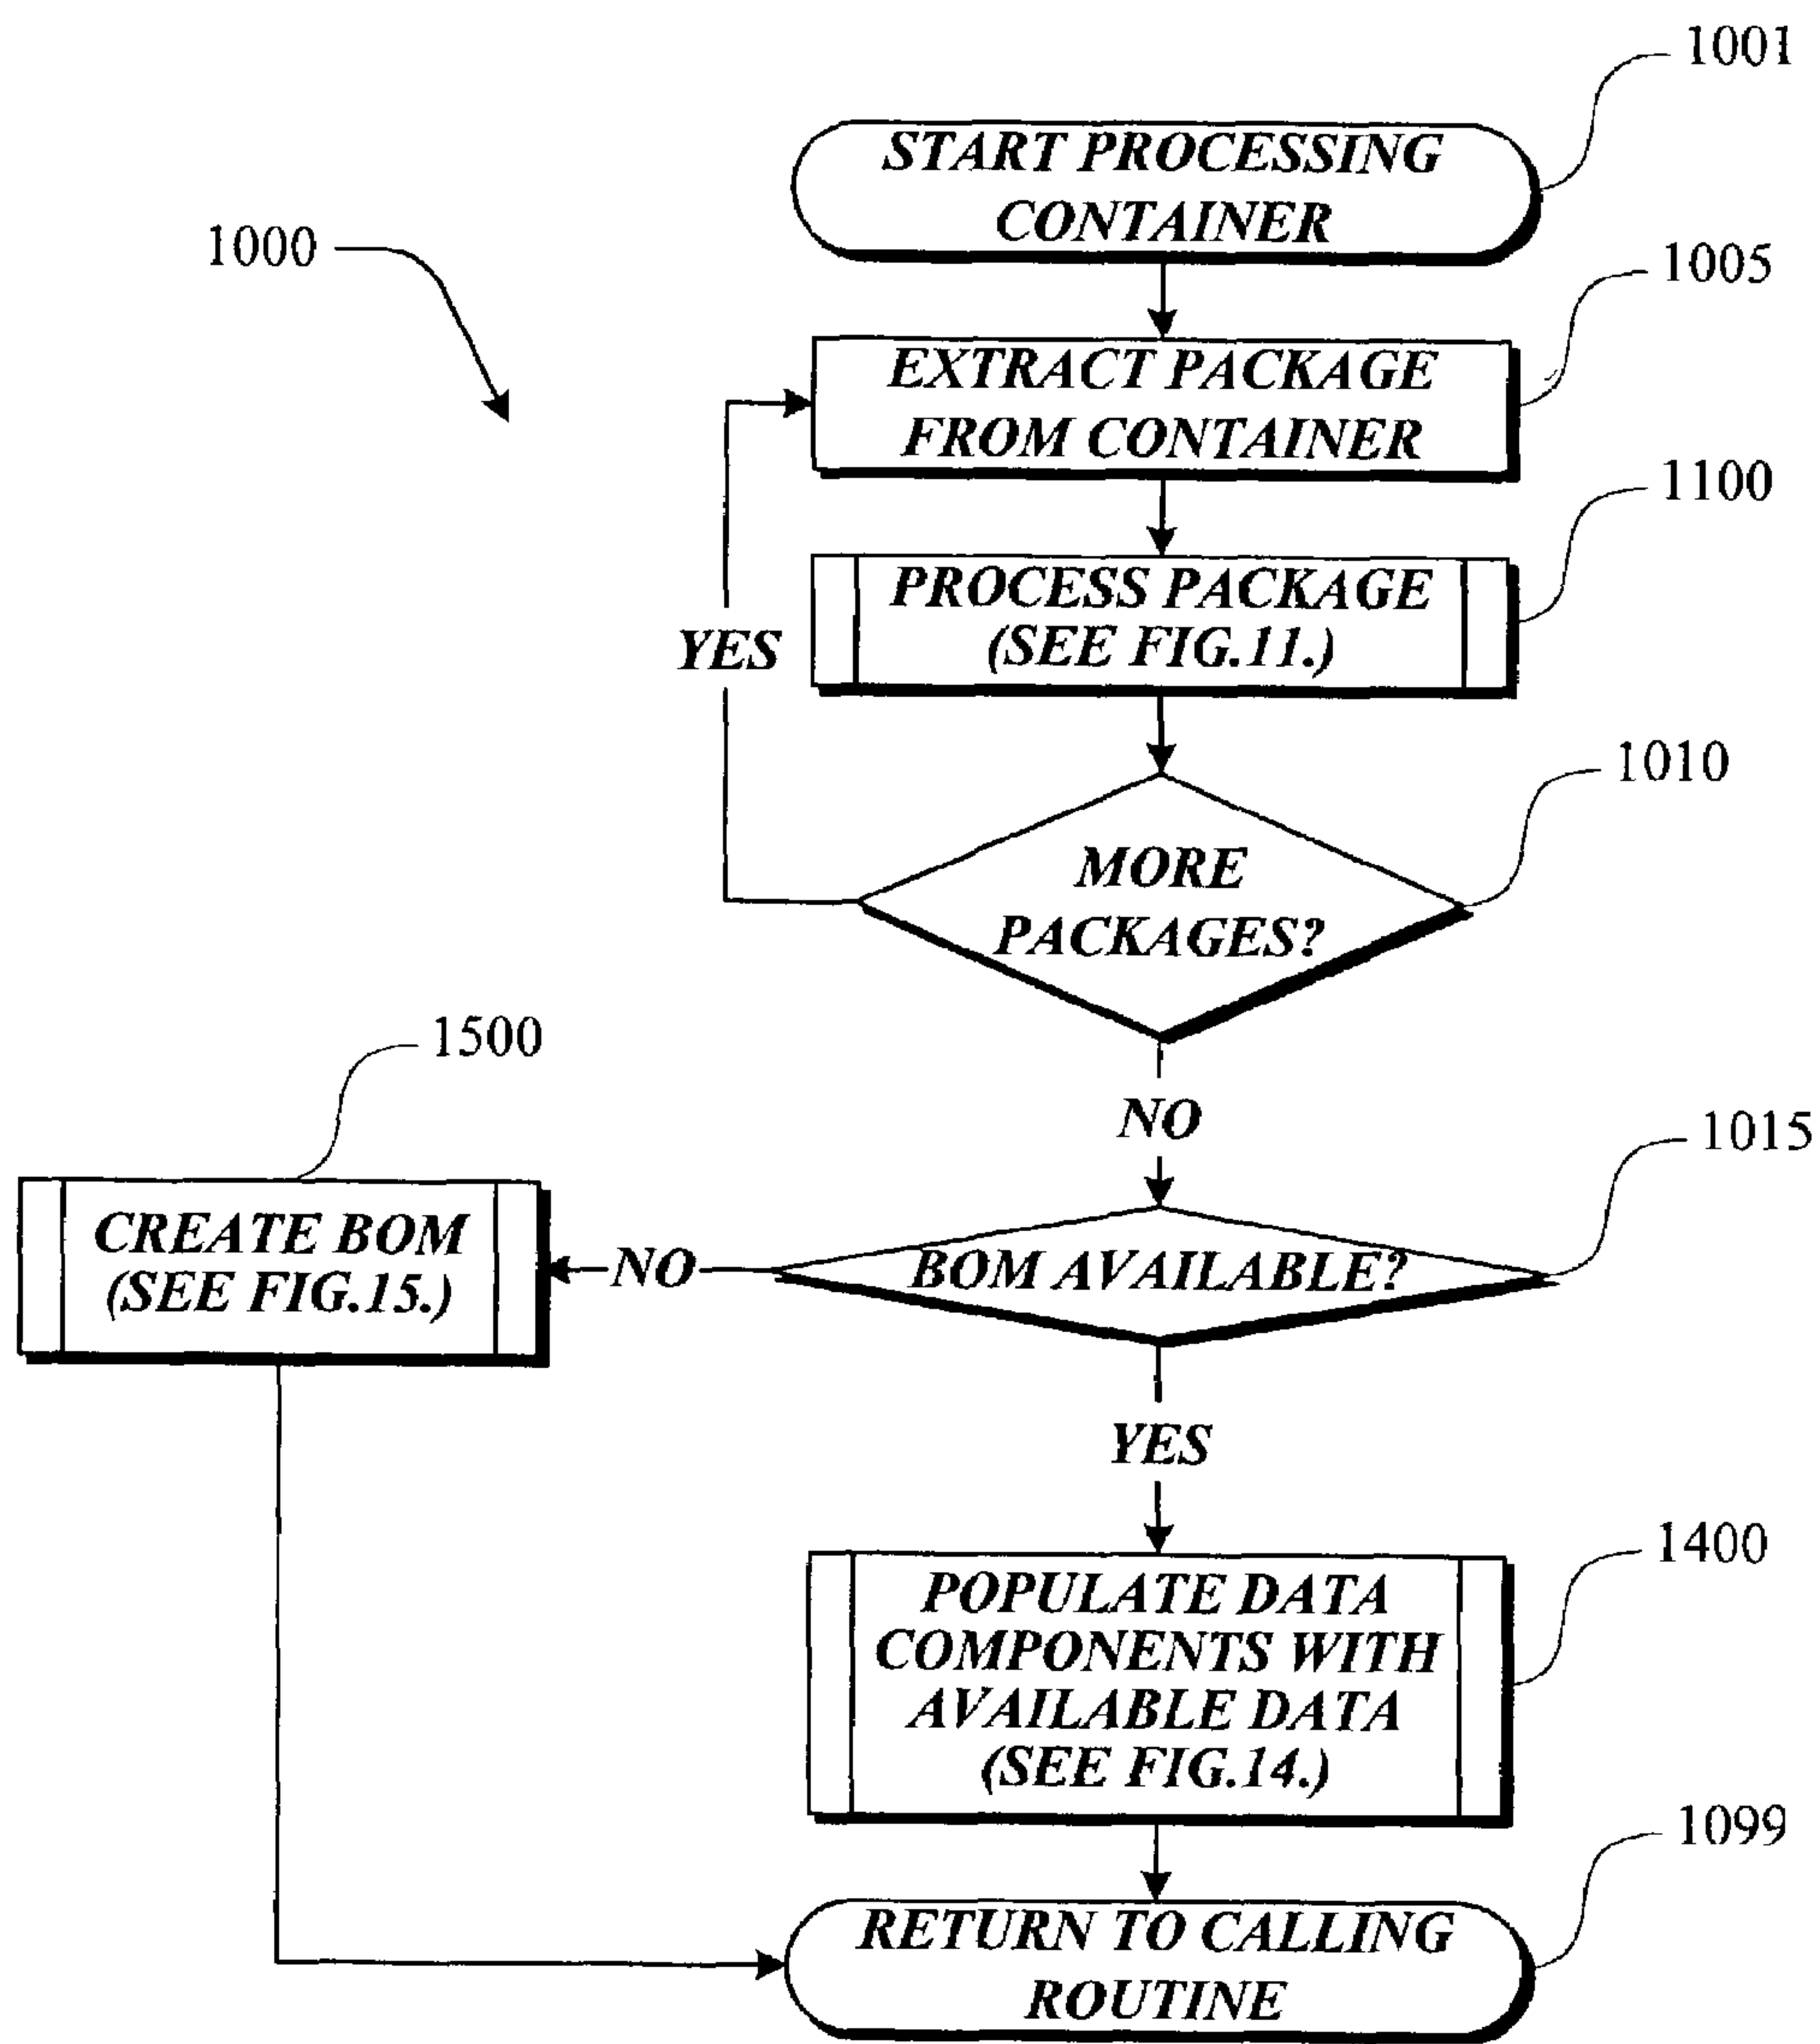 1001
START PROCESSING
CONTAINER
1000
1005
EXTRACT PACKAGE
FROM CONTAINER
1100
PROCESS PACKAGE
(SEE FIG.11.)
YES
1010
MORE
PACKAGES?
1500
NO
1015
CREATE BOM
(SEE FIG.15.)
NO
BOM AVAILABLE?
YES
1400
POPULATE DATA
COMPONENTS WITH
AVAILABLE DATA
(SEE FIG.14.)
1099
RETURN TO CALLING
ROUTINE